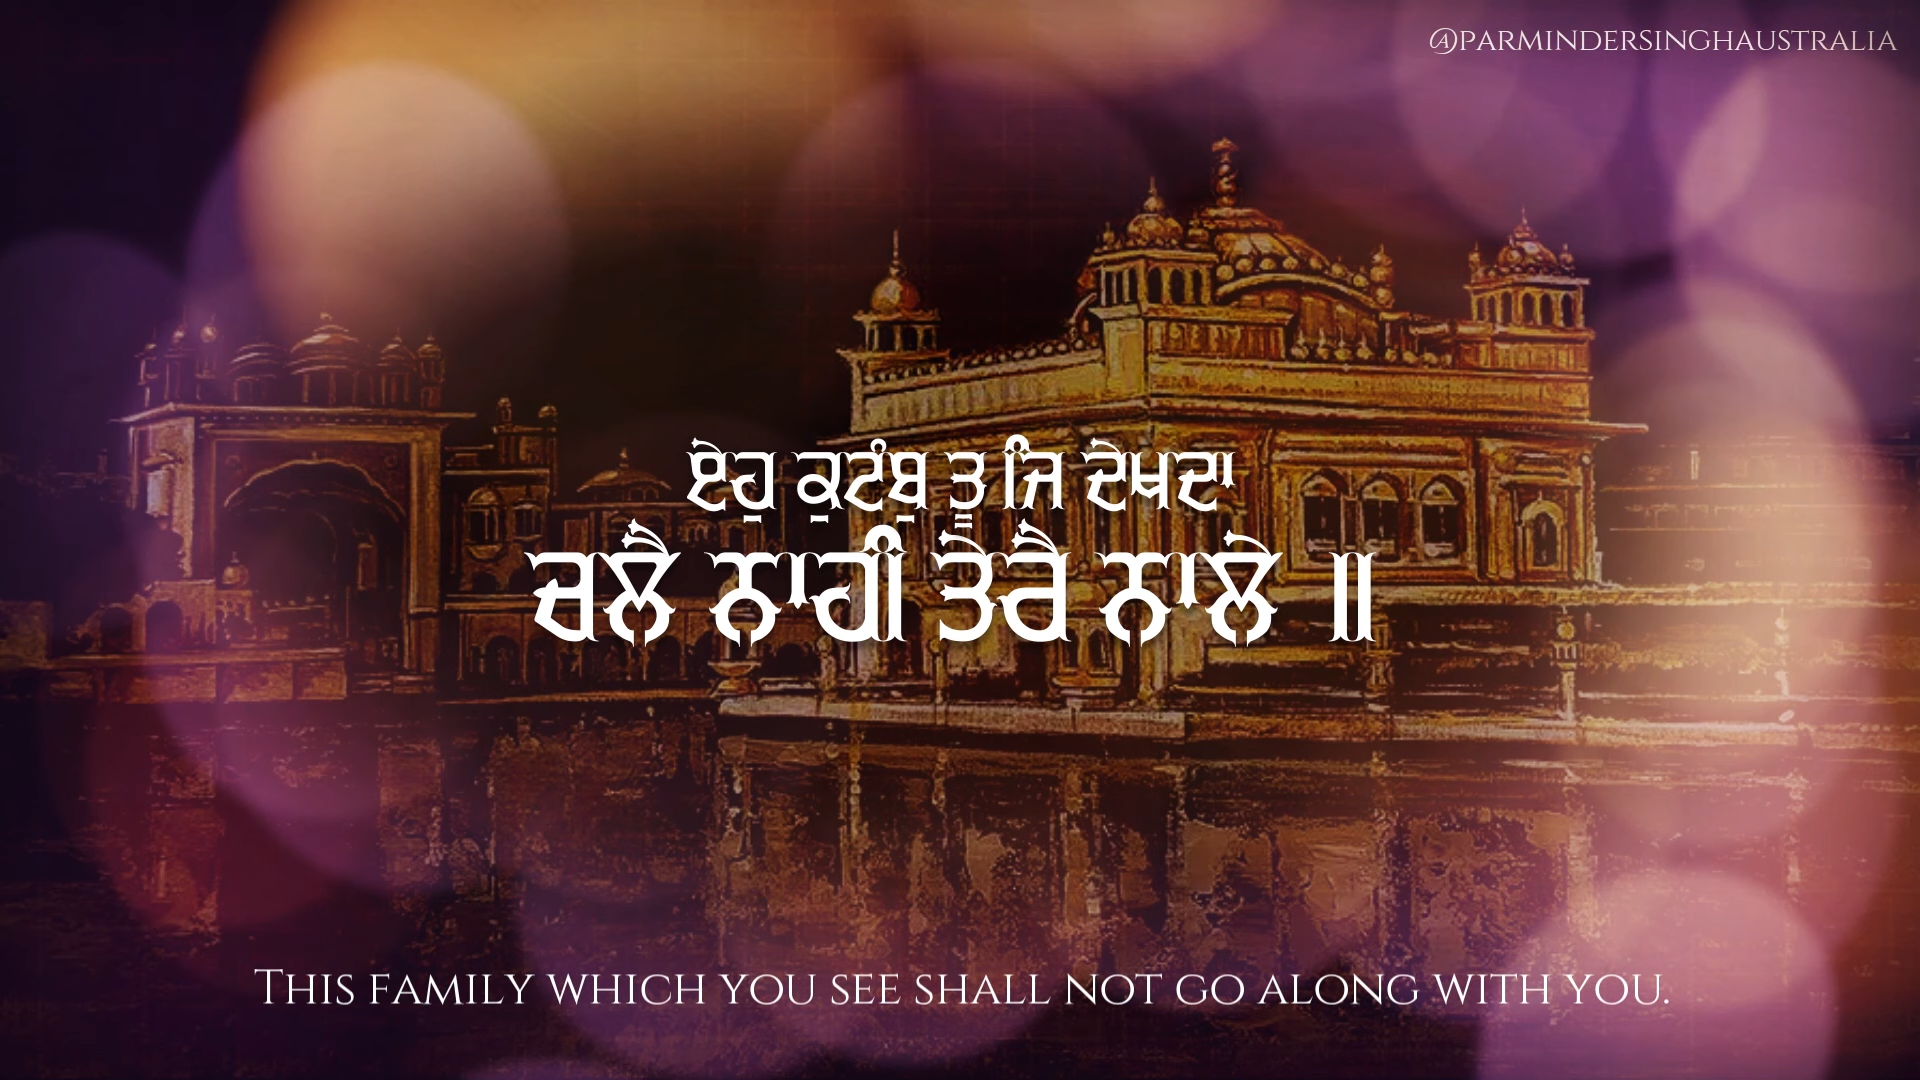 @PARMINDERSINGHAUSTRALIA
ਏਹੁ ਕੁਟੰਬੁ ਤੂ ਜਿ ਦੇਖਦਾ
ਚਲੈ ਨਾਹੀ ਤੇਰੈ ਨਾਲੇ ॥
THIS FAMILY WHICH YOU SEE SHALL NOT GO ALONG WITH YOU.